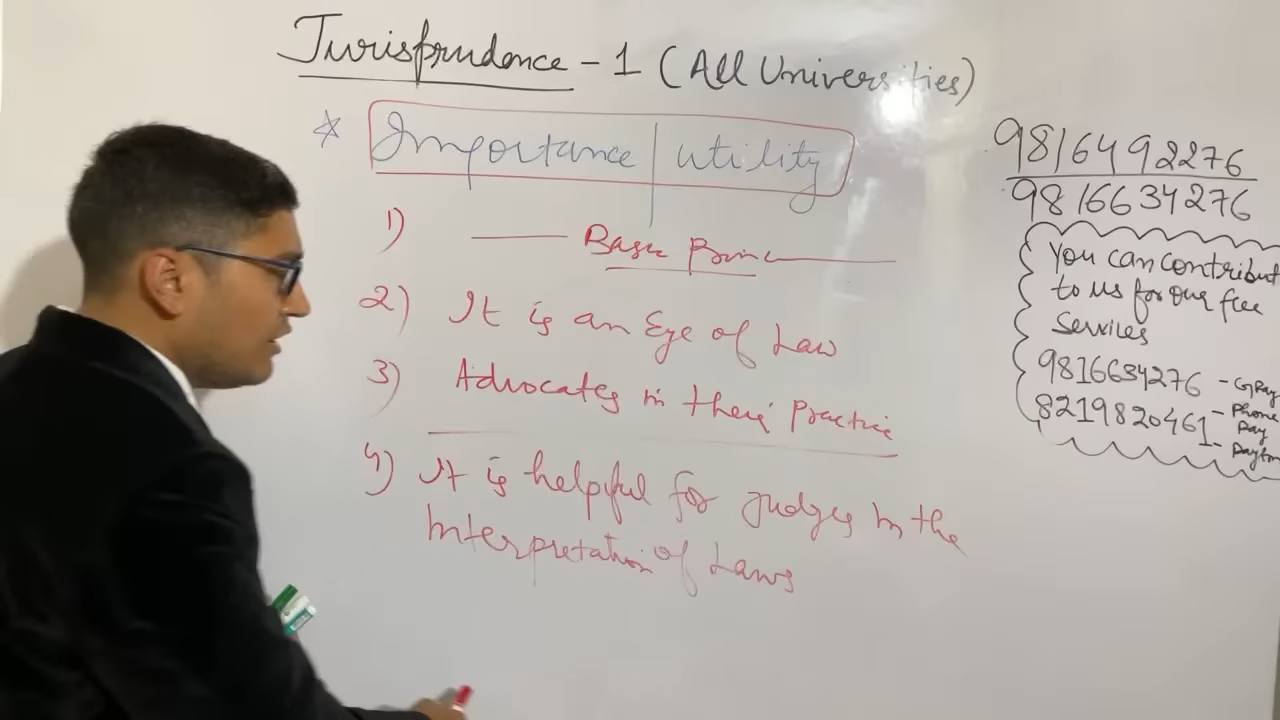 Jurisprudence - 1 (All Universities)
* Importance | utility
1) Basic Princ
2) It is an Eye of Law
3) Advocates in their Practice
4) It is helpful for Judges in the
Interpretation of Laws
9816492276
9816634276
You can contribut
to us for our free
Services
9816634276 - GPay
8219820461 - Phone
Pay
- Paytm